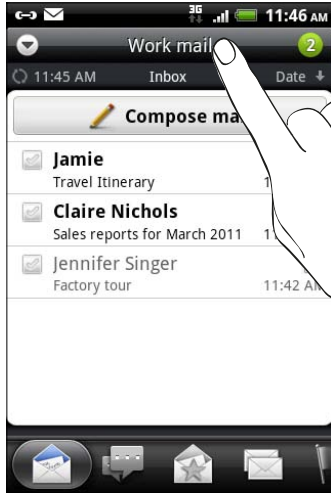 3G 11:46 AM
Work mail 2
11:45 AM Inbox Date
Compose
Jamie
Travel Itinerary
Claire Nichols
Sales reports for March 2011
Jennifer Singer
Factory tour 11:42 AM